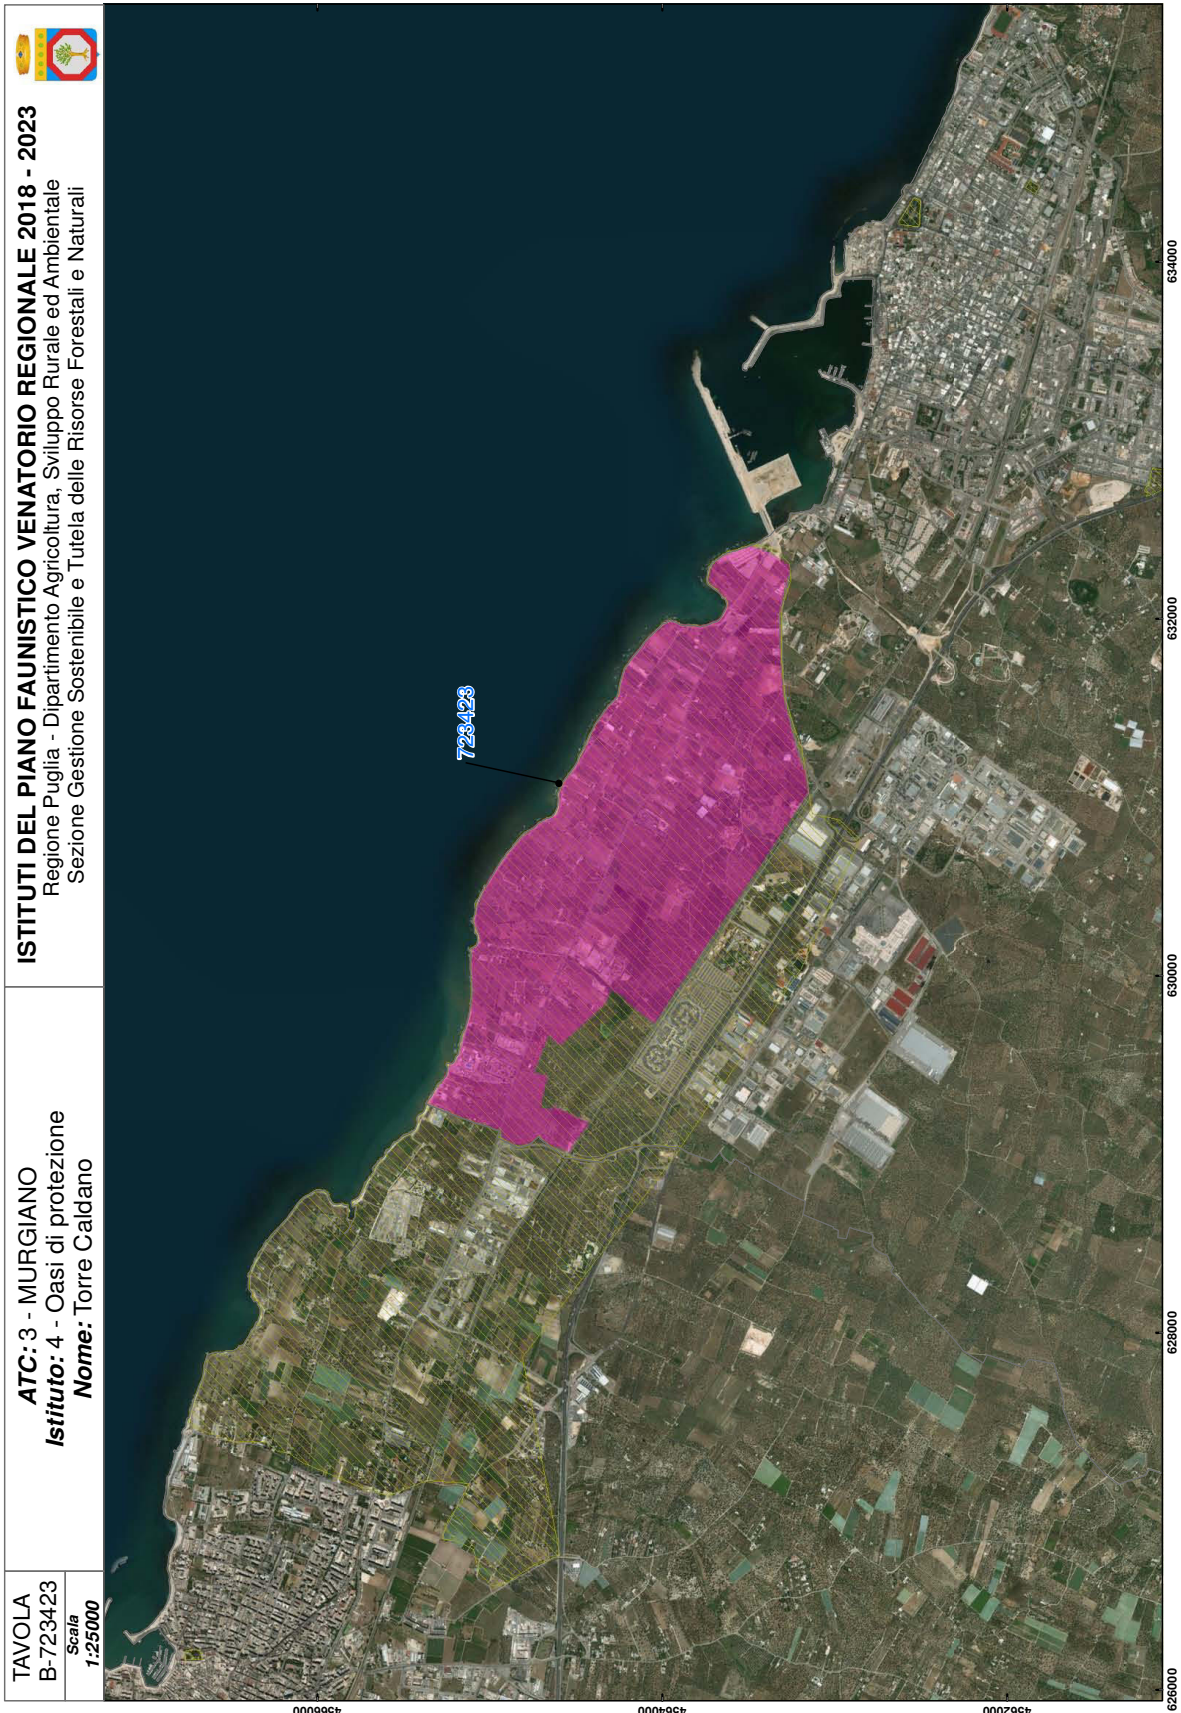 TAVOLA
B-723423
Scala
1:25000
ATC: 3 - MURGIANO
Istituto: 4 - Oasi di protezione
Nome: Torre Caldano
ISTITUTI DEL PIANO FAUNISTICO VENATORIO REGIONALE 2018 - 2023
Regione Puglia - Dipartimento Agricoltura, Sviluppo Rurale ed Ambientale
Sezione Gestione Sostenibile e Tutela delle Risorse Forestali e Naturali
723423
4566000
4564000
4562000
626000
628000
630000
632000
634000